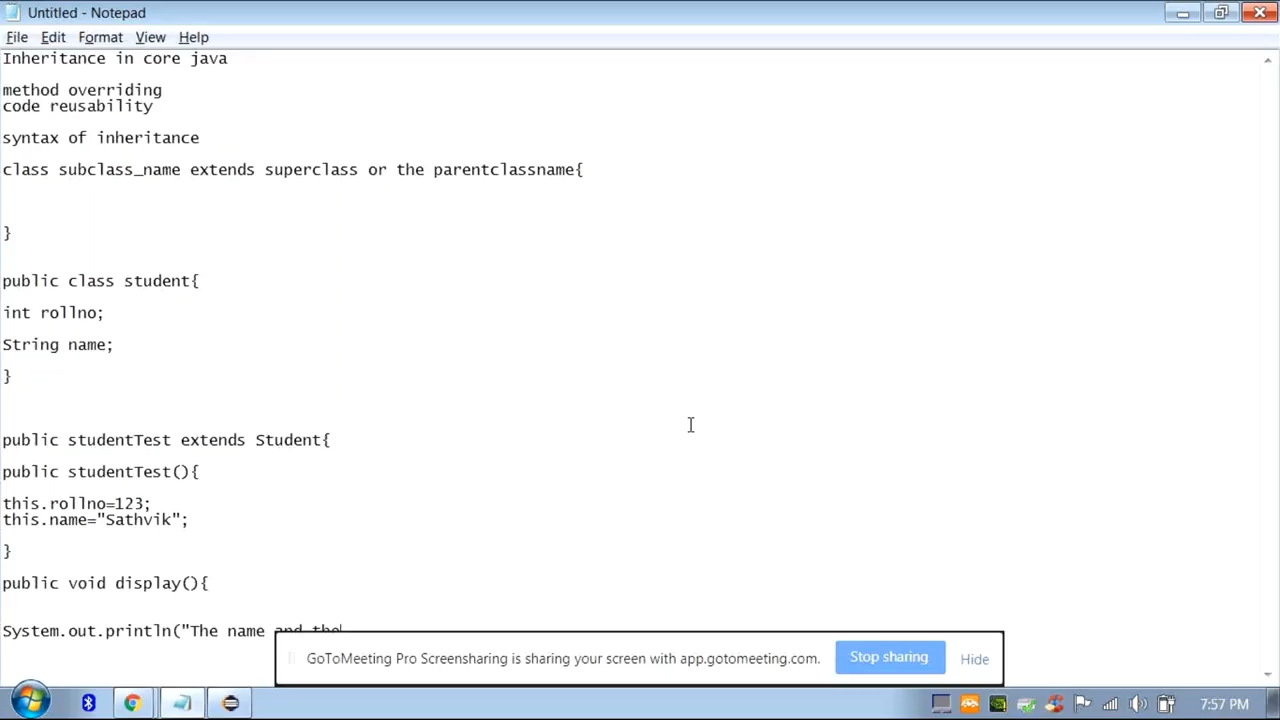 Untitled - Notepad
File Edit Format View Help
Inheritance in core java
method overriding
code reusability
syntax of inheritance
class subclass_name extends superclass or the parentclassname{
}
public class student{
int rollno;
String name;
}
public studentTest extends Student{
public studentTest(){
this.rollno=123;
this.name="Sathvik";
}
public void display(){
System.out.println("The name and the
GoToMeeting Pro Screensharing is sharing your screen with app.gotomeeting.com.
Stop sharing
Hide
7:57 PM